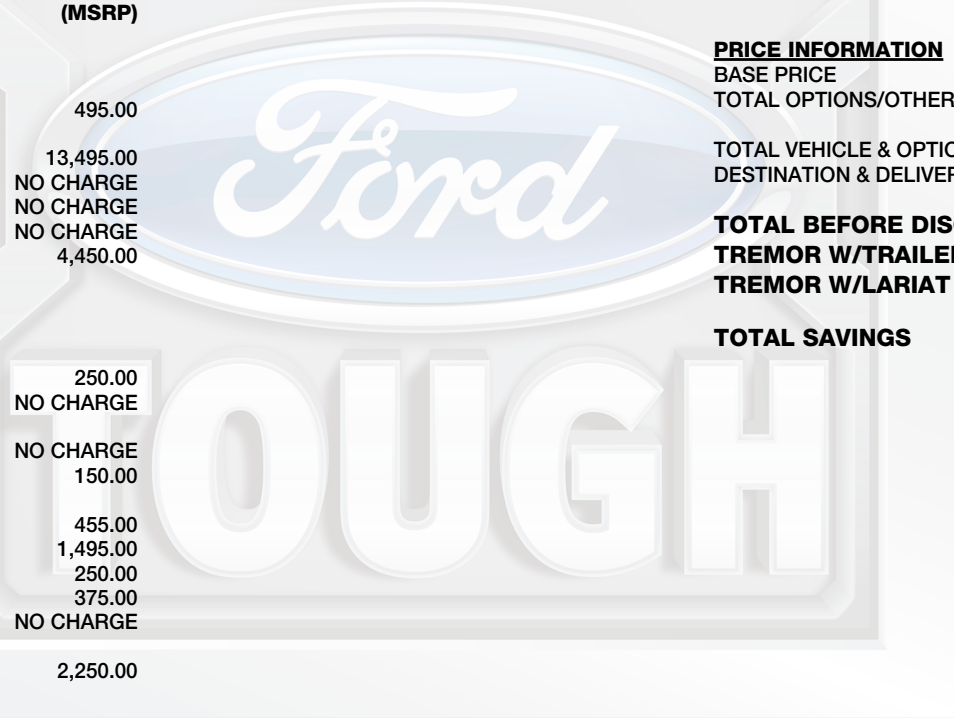 (MSRP)
495.00
13,495.00
NO CHARGE
NO CHARGE
NO CHARGE
4,450.00
250.00
NO CHARGE
NO CHARGE
150.00
455.00
1,495.00
250.00
375.00
NO CHARGE
2,250.00
PRICE INFORMATION
BASE PRICE
TOTAL OPTIONS/OTHER
TOTAL VEHICLE & OPTIO
DESTINATION & DELIVER
TOTAL BEFORE DIS
TREMOR W/TRAILE
TREMOR W/LARIAT
TOTAL SAVINGS
Ford
TOUGH